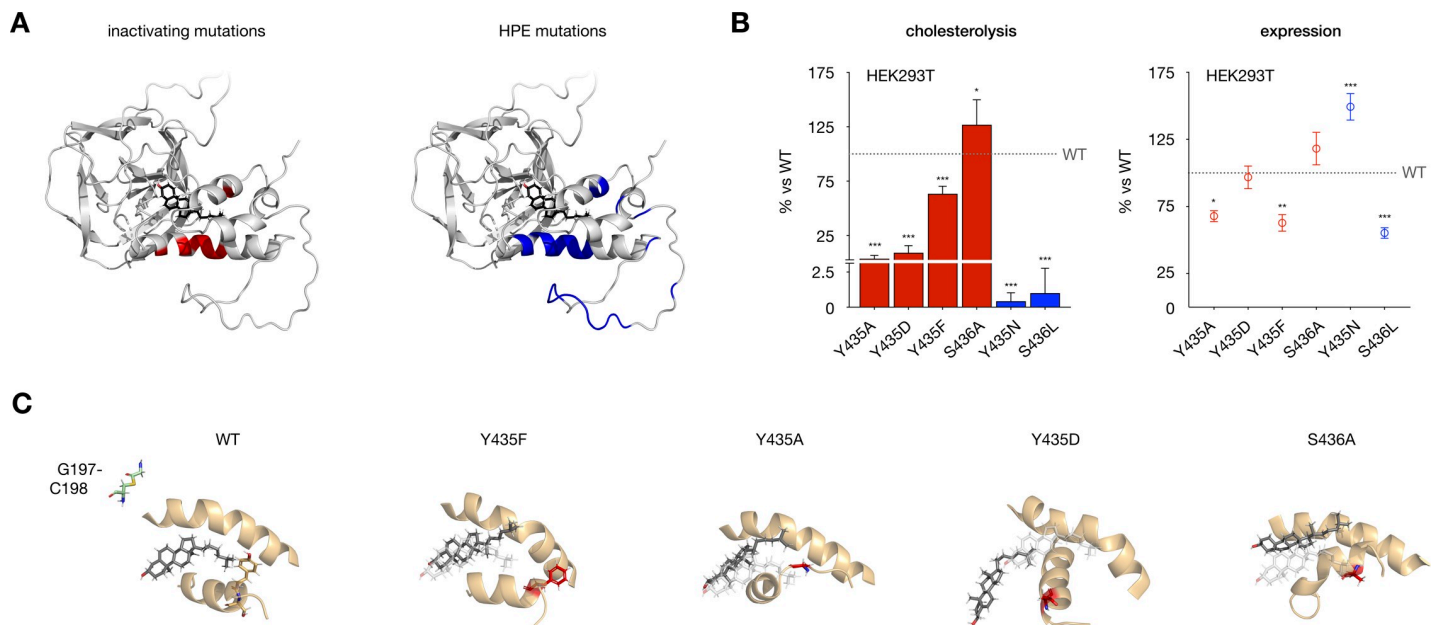 A
inactivating mutations
HPE mutations
B
cholesterolysis
expression
HEK293T
% vs WT
175
125
75
25
2.5
0
WT
*** *** *** * *** ***
Y435A Y435D Y435F S436A Y435N S436L
HEK293T
% vs WT
175
125
75
25
0
WT
* ** *** ***
Y435A Y435D Y435F S436A Y435N S436L
C
WT
Y435F
Y435A
Y435D
S436A
G197-
C198